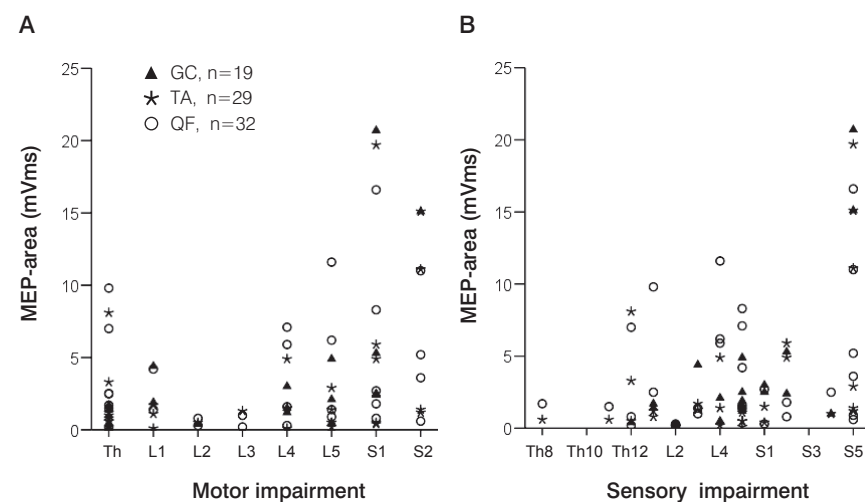 A
B
MEP-area (mVms)
25
20
15
10
5
0
GC, n=19
TA, n=29
QF, n=32
Th L1 L2 L3 L4 L5 S1 S2
Motor impairment
MEP-area (mVms)
25
20
15
10
5
0
Th8 Th10 Th12 L2 L4 S1 S3 S5
Sensory impairment